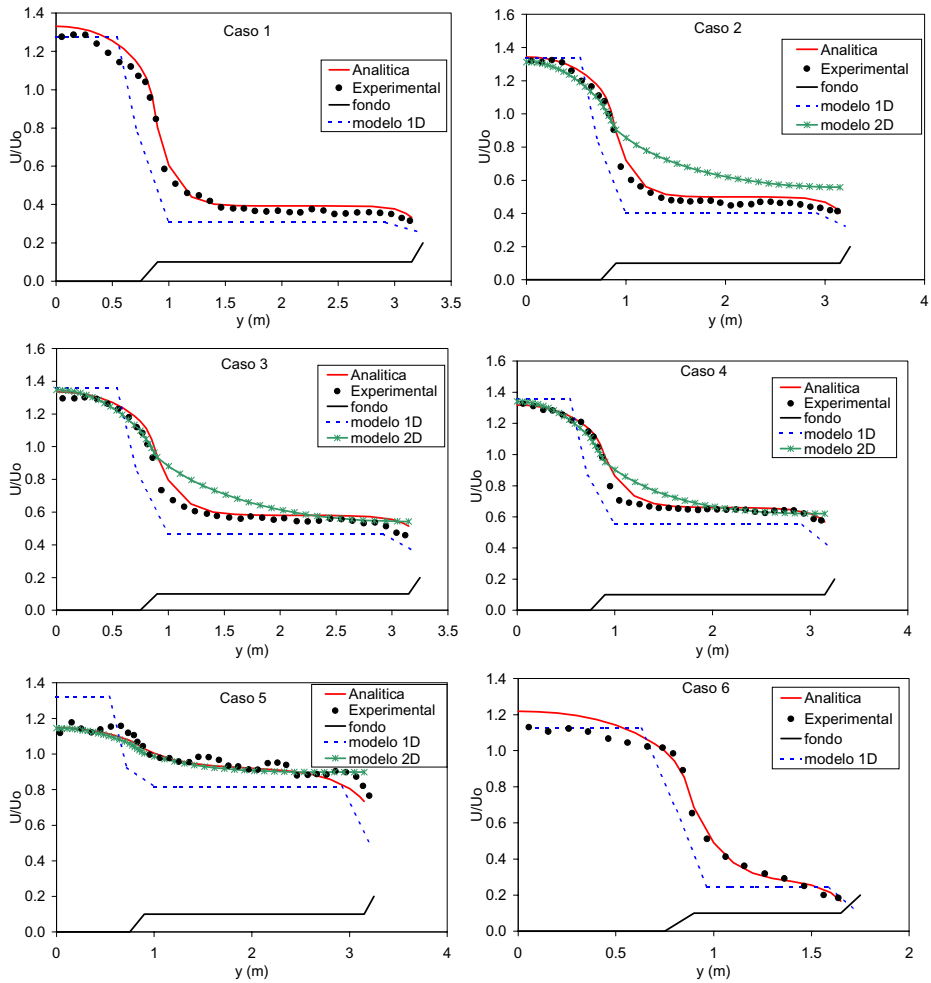 Caso 1
U/Uo
1.4
1.2
1.0
0.8
0.6
0.4
0.2
0.0
Analitica
Experimental
fondo
modelo 1D
0
0.5
1
1.5
2
2.5
3
3.5
y (m)
Caso 2
U/Uo
1.6
1.4
1.2
1.0
0.8
0.6
0.4
0.2
0.0
Analitica
Experimental
fondo
modelo 1D
modelo 2D
0
1
2
3
4
y (m)
Caso 3
U/Uo
1.6
1.4
1.2
1.0
0.8
0.6
0.4
0.2
0.0
Analitica
Experimental
fondo
modelo 1D
modelo 2D
0
0.5
1
1.5
2
2.5
3
3.5
y (m)
Caso 4
U/Uo
1.6
1.4
1.2
1.0
0.8
0.6
0.4
0.2
0.0
Analitica
Experimental
fondo
modelo 1D
modelo 2D
0
1
2
3
4
y (m)
Caso 5
U/Uo
1.4
1.2
1.0
0.8
0.6
0.4
0.2
0.0
Analitica
Experimental
fondo
modelo 1D
modelo 2D
0
1
2
3
4
y (m)
Caso 6
U/Uo
1.4
1.2
1.0
0.8
0.6
0.4
0.2
0.0
Analitica
Experimental
fondo
modelo 1D
0
0.5
1
1.5
2
y (m)